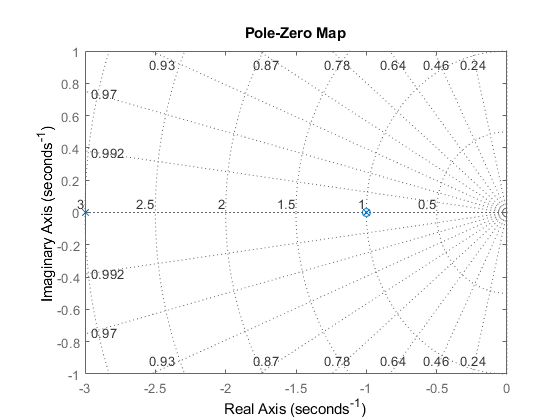 Pole-Zero Map
1
0.93 0.87 0.78 0.64 0.46 0.24
0.8
0.97
0.6
0.4
0.992
0.2
3 2.5 2 1.5 1 0.5
0
-0.2
0.992
-0.4
-0.6
0.97
-0.8
0.93 0.87 0.78 0.64 0.46 0.24
-1
-3 -2.5 -2 -1.5 -1 -0.5 0
Real Axis (seconds-1)
Imaginary Axis (seconds-1)